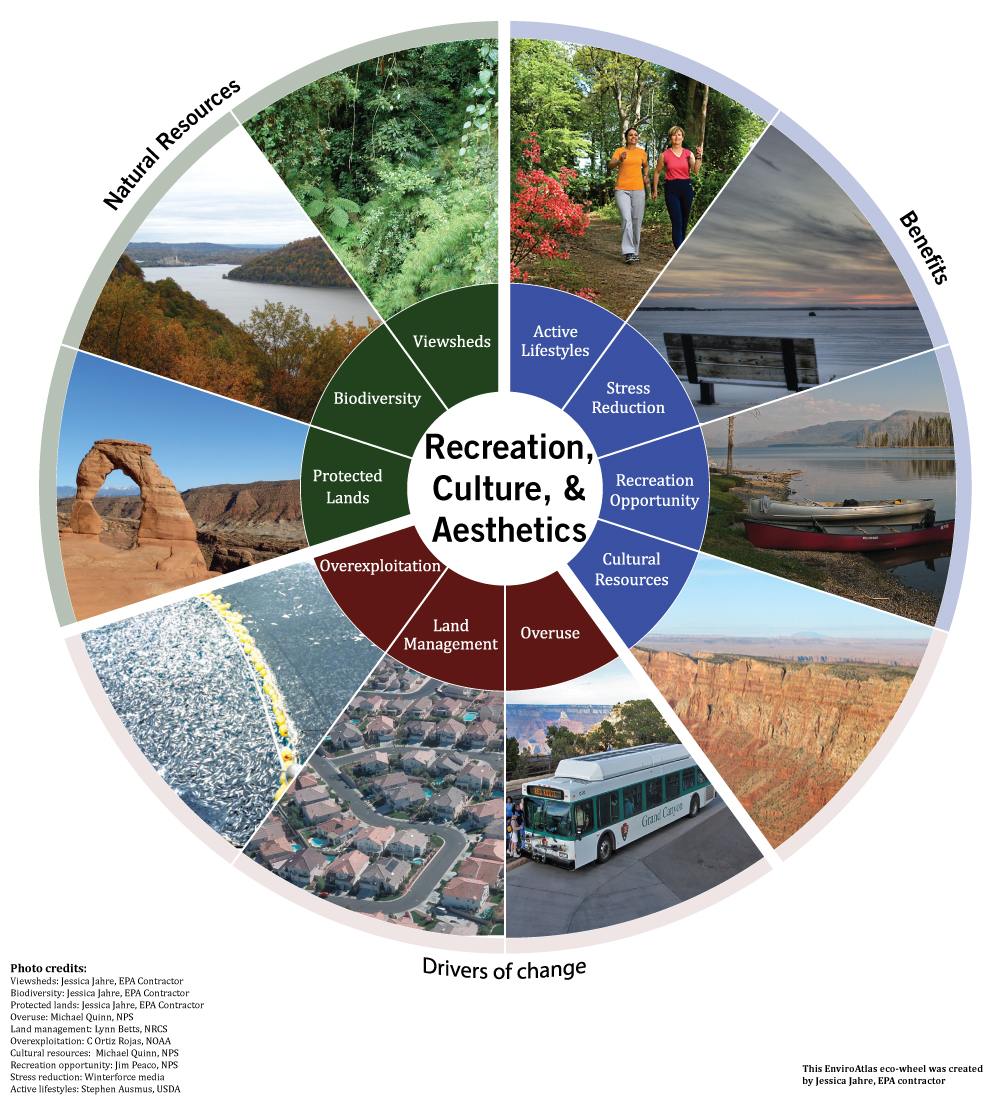 Natural Resources
Benefits
Viewsheds
Active
Lifestyles
Biodiversity
Stress
Reduction
Protected
Lands
Recreation
Opportunity
Recreation,
Culture, &
Aesthetics
Overexploitation
Cultural
Resources
Land
Management
Overuse
Grand Canyon
Drivers of change
Photo credits:
Viewsheds: Jessica Jahre, EPA Contractor
Biodiversity: Jessica Jahre, EPA Contractor
Protected lands: Jessica Jahre, EPA Contractor
Overuse: Michael Quinn, NPS
Land management: Lynn Betts, NRCS
Overexploitation: C Ortiz Rojas, NOAA
Cultural resources:  Michael Quinn, NPS
Recreation opportunity: Jim Peaco, NPS
Stress reduction: Winterforce media
Active lifestyles: Stephen Ausmus, USDA
This EnviroAtlas eco-wheel was created
by Jessica Jahre, EPA contractor